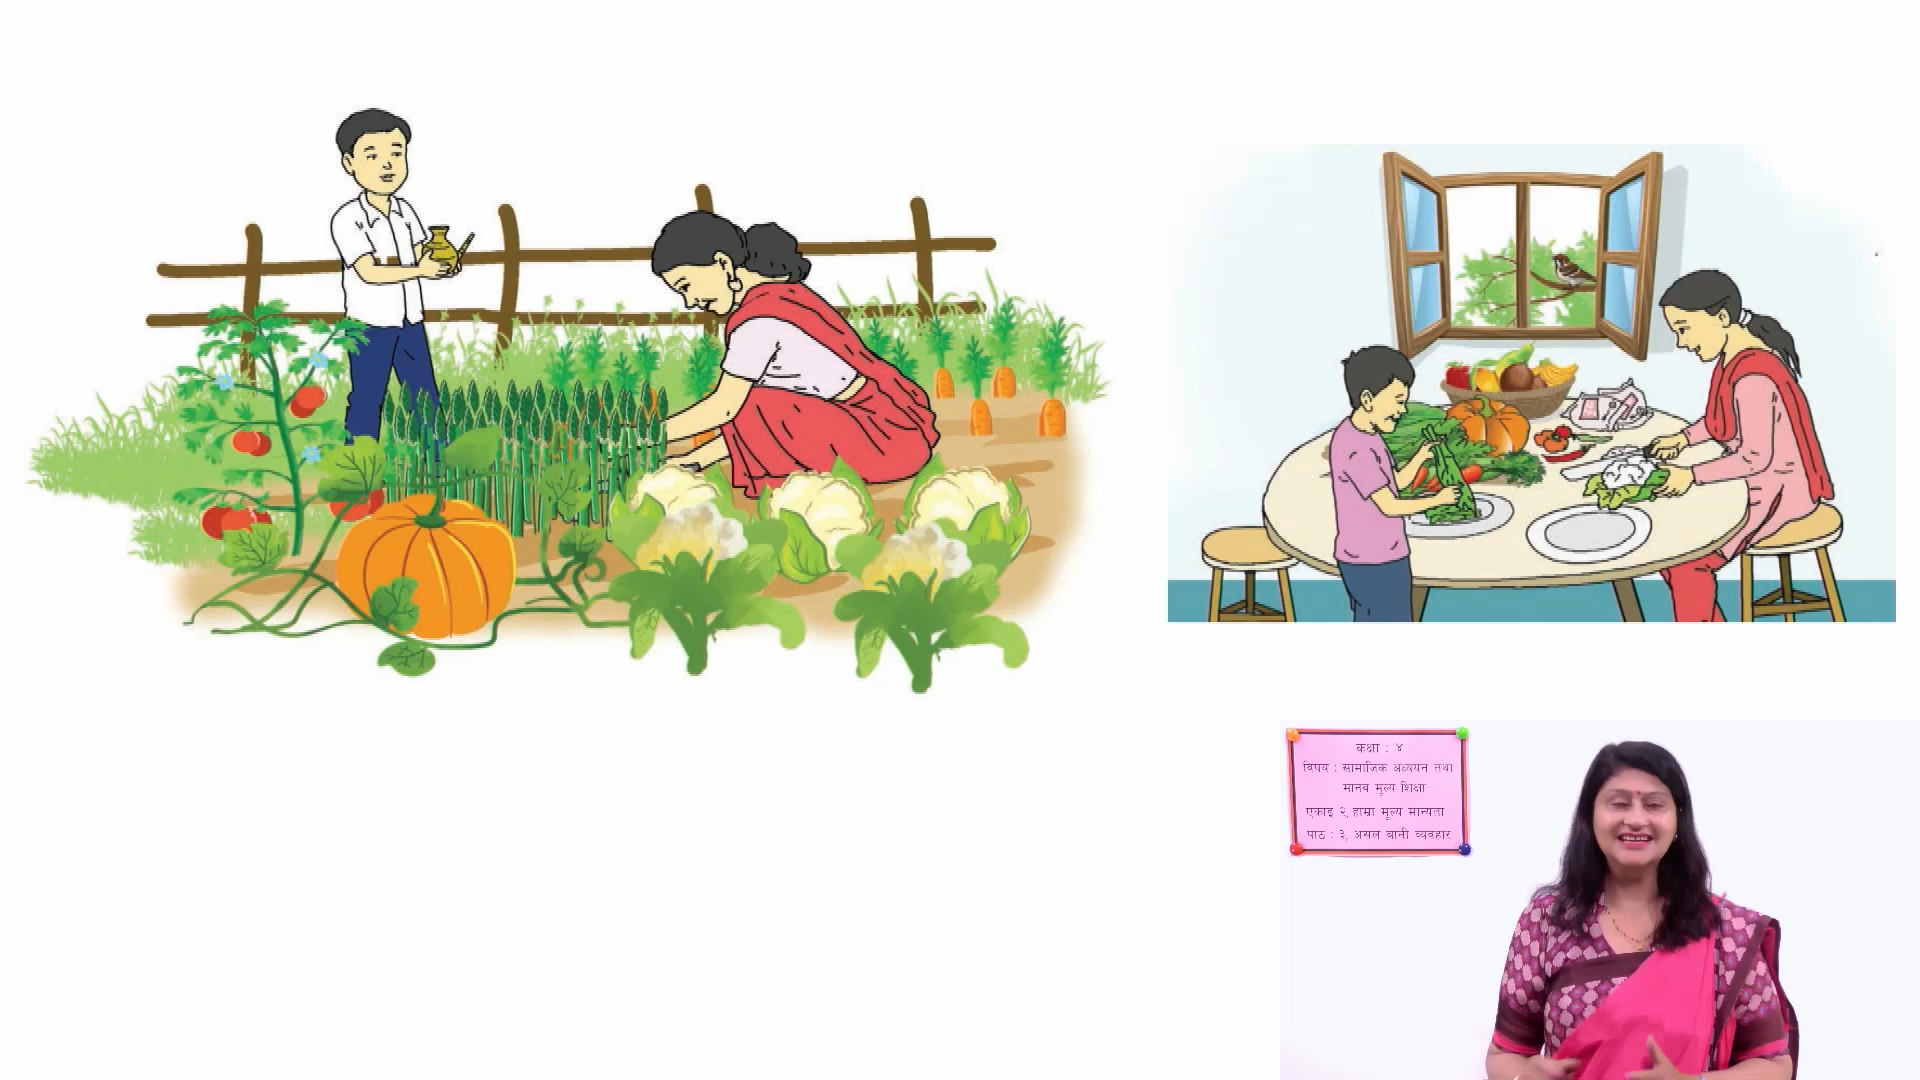 कक्षा : ४
विषय : सामाजिक अध्ययन तथा
मानव मूल्य शिक्षा
एकाइ २, हाम्रा मूल्य मान्यता
पाठ : ३, असल बानी व्यवहार